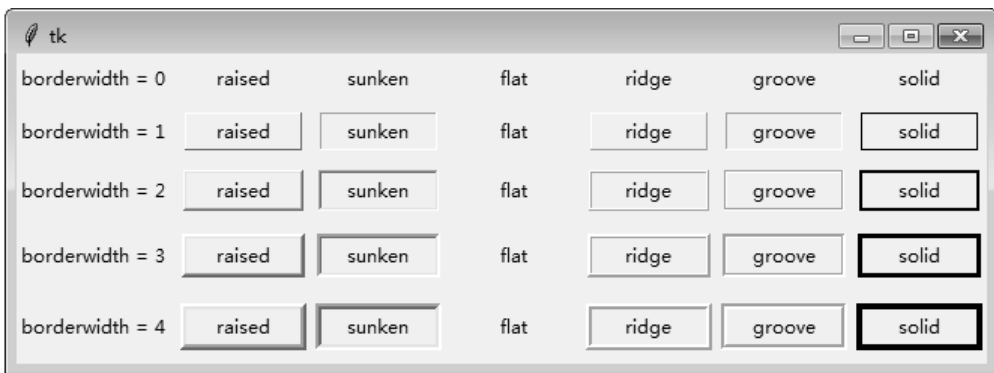 tk
borderwidth = 0 raised sunken flat ridge groove solid
borderwidth = 1 raised sunken flat ridge groove solid
borderwidth = 2 raised sunken flat ridge groove solid
borderwidth = 3 raised sunken flat ridge groove solid
borderwidth = 4 raised sunken flat ridge groove solid